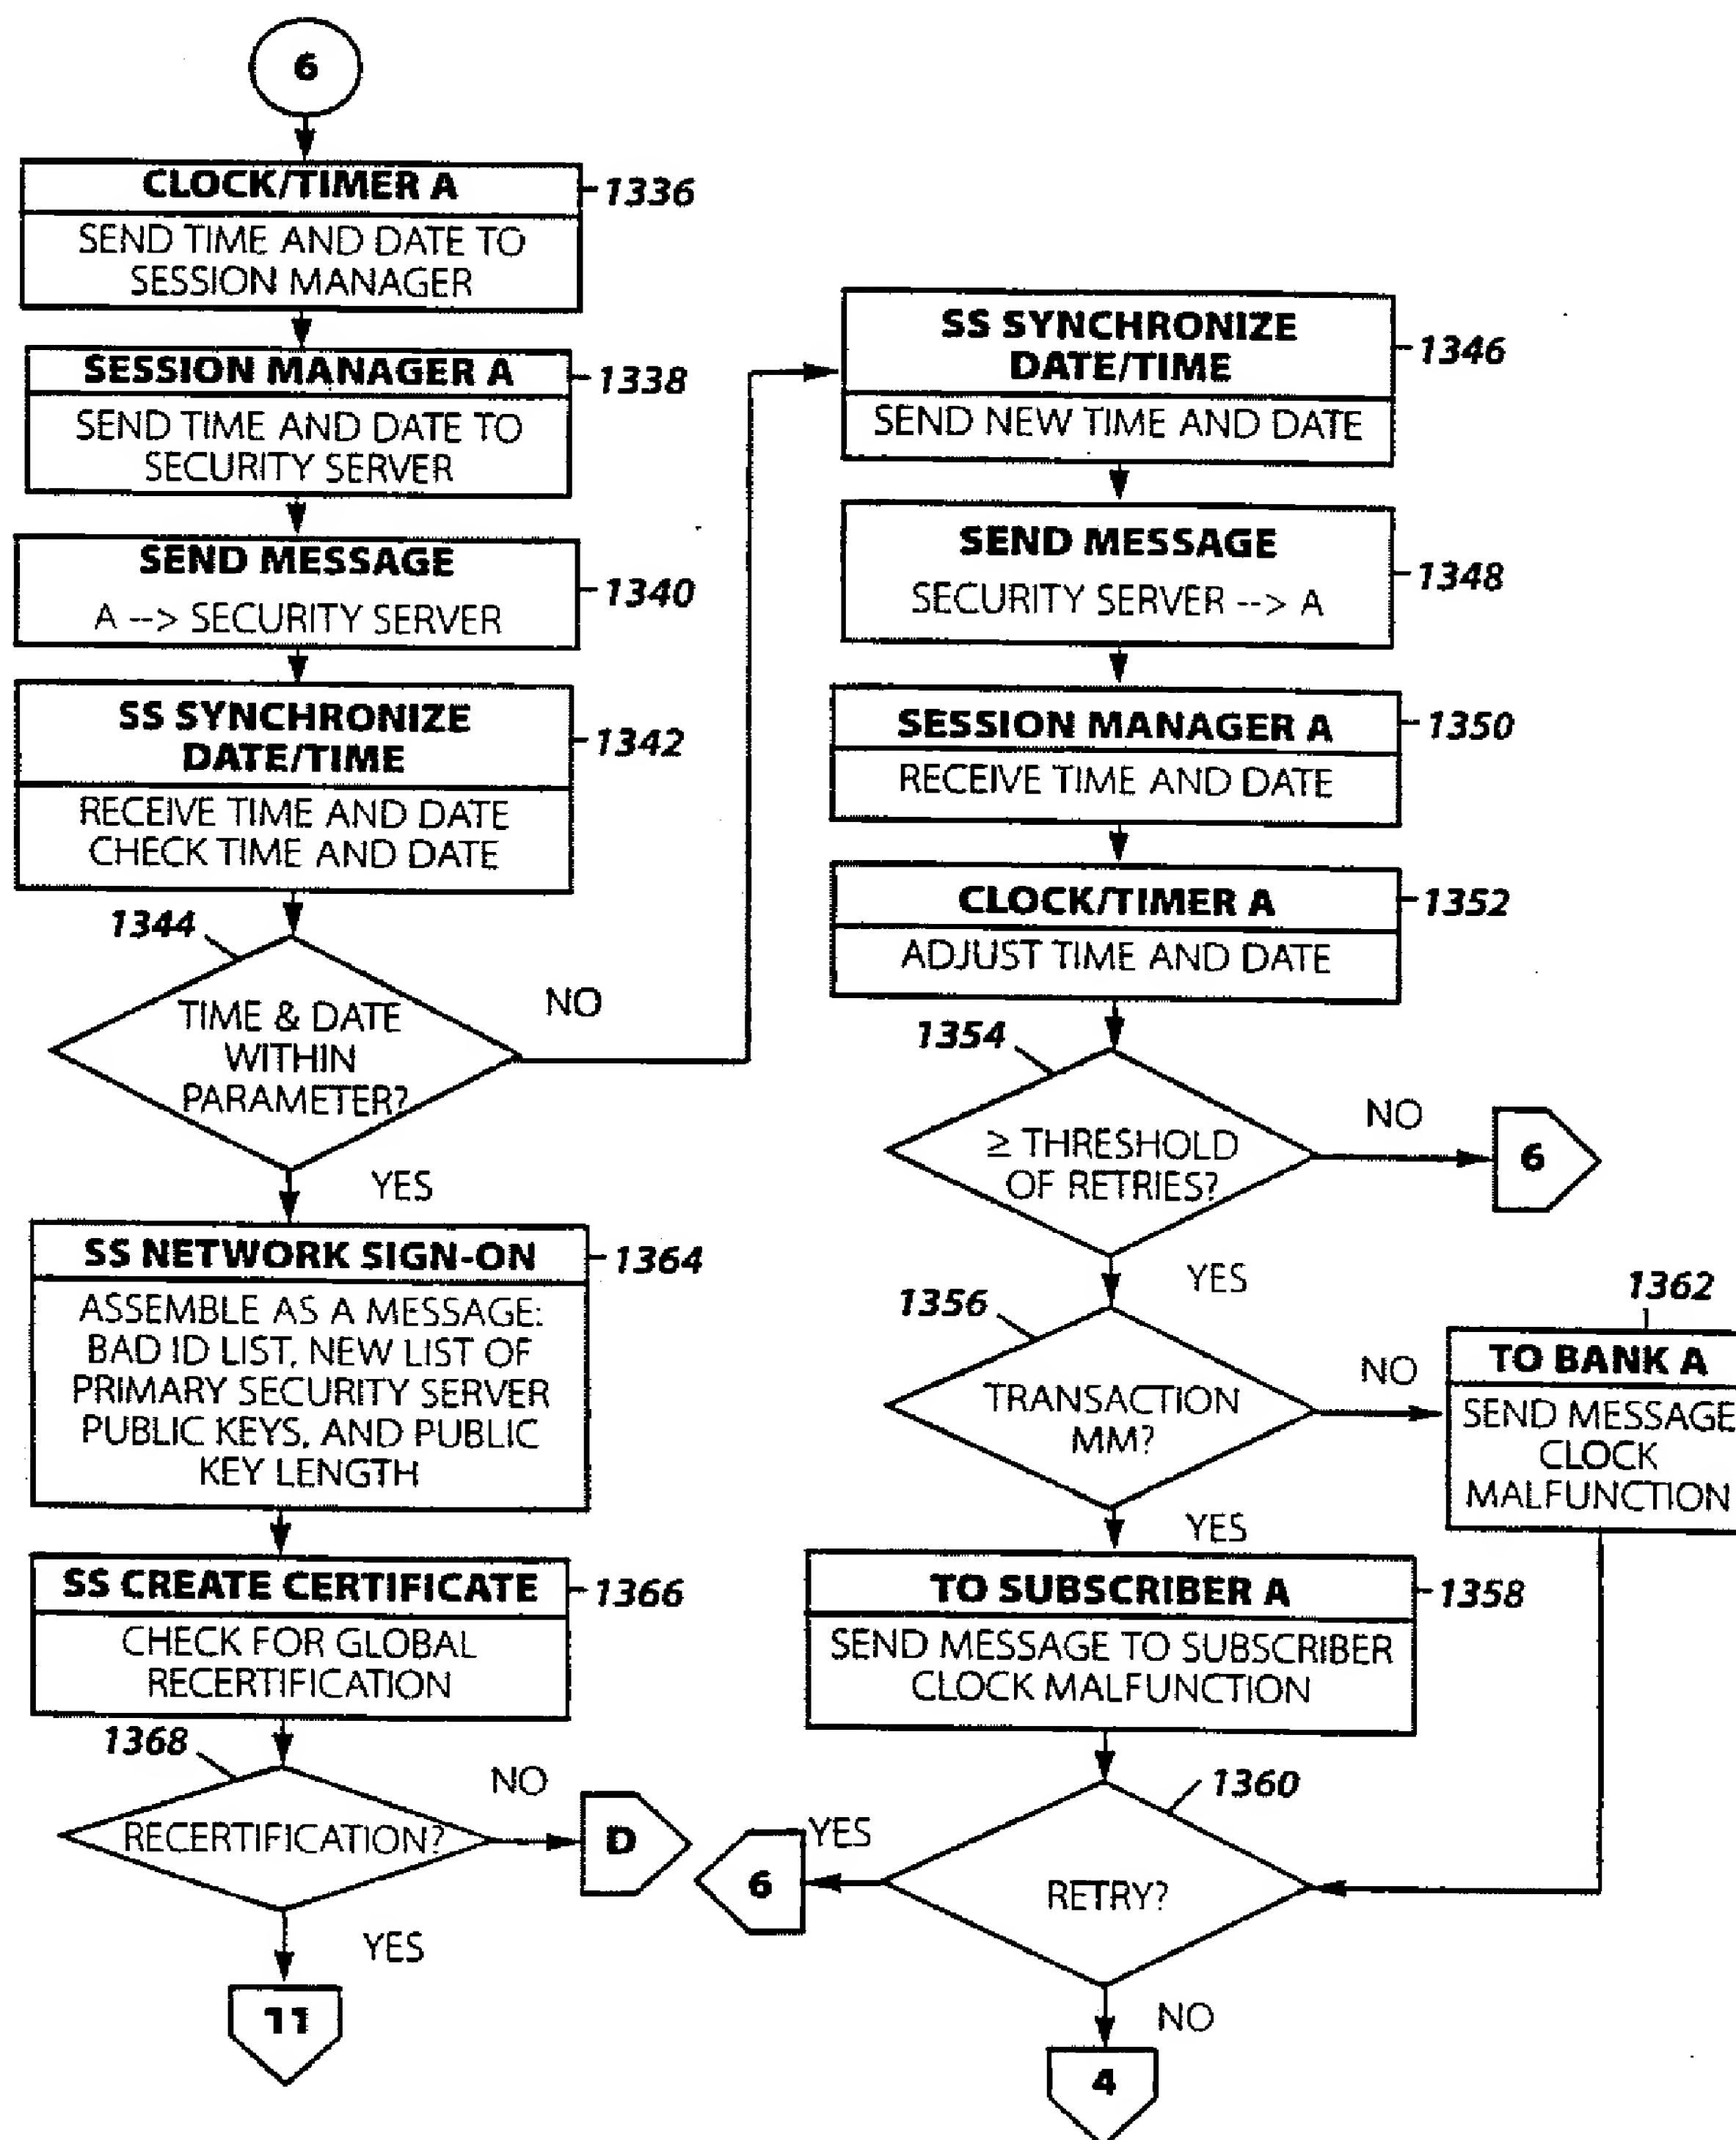 6
CLOCK/TIMER A
1336
SEND TIME AND DATE TO
SESSION MANAGER
SESSION MANAGER A
1338
SEND TIME AND DATE TO
SECURITY SERVER
SEND MESSAGE
1340
A --> SECURITY SERVER
SS SYNCHRONIZE
DATE/TIME
1342
RECEIVE TIME AND DATE
CHECK TIME AND DATE
1344
TIME & DATE
WITHIN
PARAMETER?
NO
YES
SS NETWORK SIGN-ON
1364
ASSEMBLE AS A MESSAGE:
BAD ID LIST, NEW LIST OF
PRIMARY SECURITY SERVER
PUBLIC KEYS, AND PUBLIC
KEY LENGTH
SS CREATE CERTIFICATE
1366
CHECK FOR GLOBAL
RECERTIFICATION
1368
RECERTIFICATION?
NO
D
YES
11
SS SYNCHRONIZE
DATE/TIME
1346
SEND NEW TIME AND DATE
SEND MESSAGE
1348
SECURITY SERVER --> A
SESSION MANAGER A
1350
RECEIVE TIME AND DATE
CLOCK/TIMER A
1352
ADJUST TIME AND DATE
1354
≥ THRESHOLD
OF RETRIES?
NO
6
YES
1356
TRANSACTION
MM?
NO
1362
TO BANK A
SEND MESSAGE
CLOCK
MALFUNCTION
YES
TO SUBSCRIBER A
1358
SEND MESSAGE TO SUBSCRIBER
CLOCK MALFUNCTION
1360
RETRY?
YES
6
NO
4